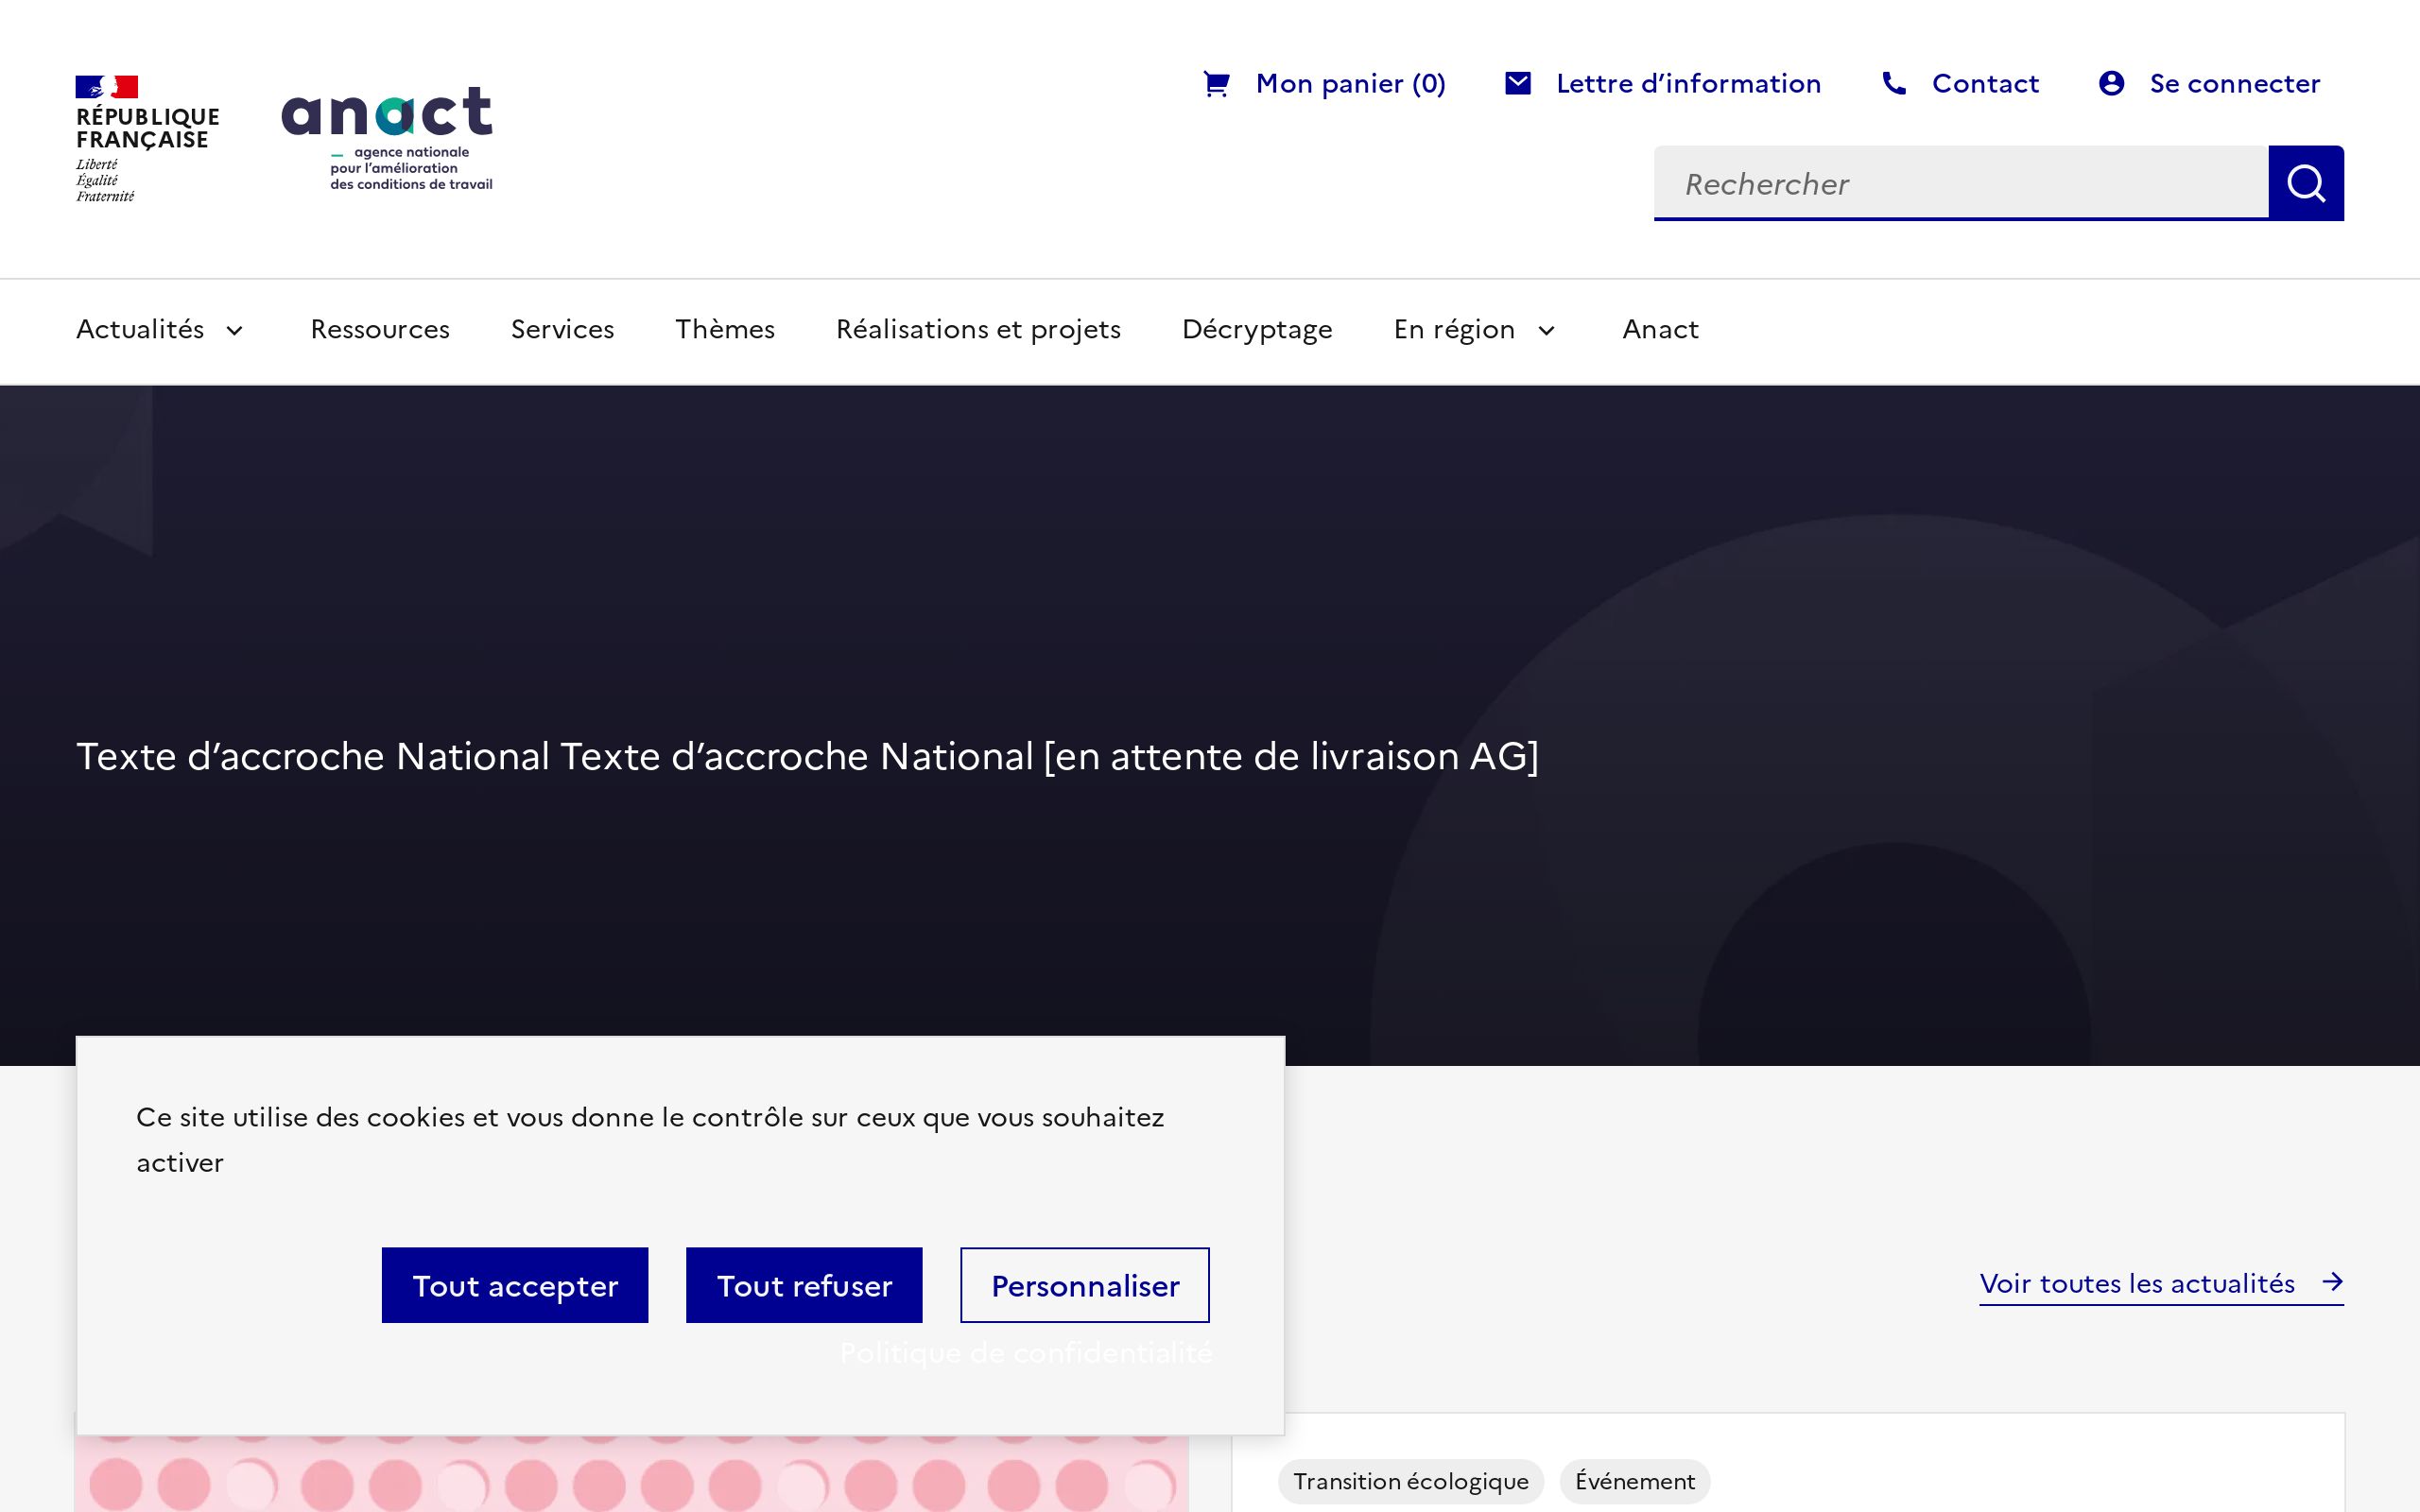 RÉPUBLIQUE
FRANÇAISE
Liberté
Égalité
Fraternité
anact
_ agence nationale
pour l’amélioration
des conditions de travail
Mon panier (0)
Lettre d’information
Contact
Se connecter
Rechercher
Actualités
Ressources
Services
Thèmes
Réalisations et projets
Décryptage
En région
Anact
Texte d’accroche National Texte d’accroche National [en attente de livraison AG]
Ce site utilise des cookies et vous donne le contrôle sur ceux que vous souhaitez
activer
Tout accepter
Tout refuser
Personnaliser
Politique de confidentialité
Voir toutes les actualités
Transition écologique
Événement